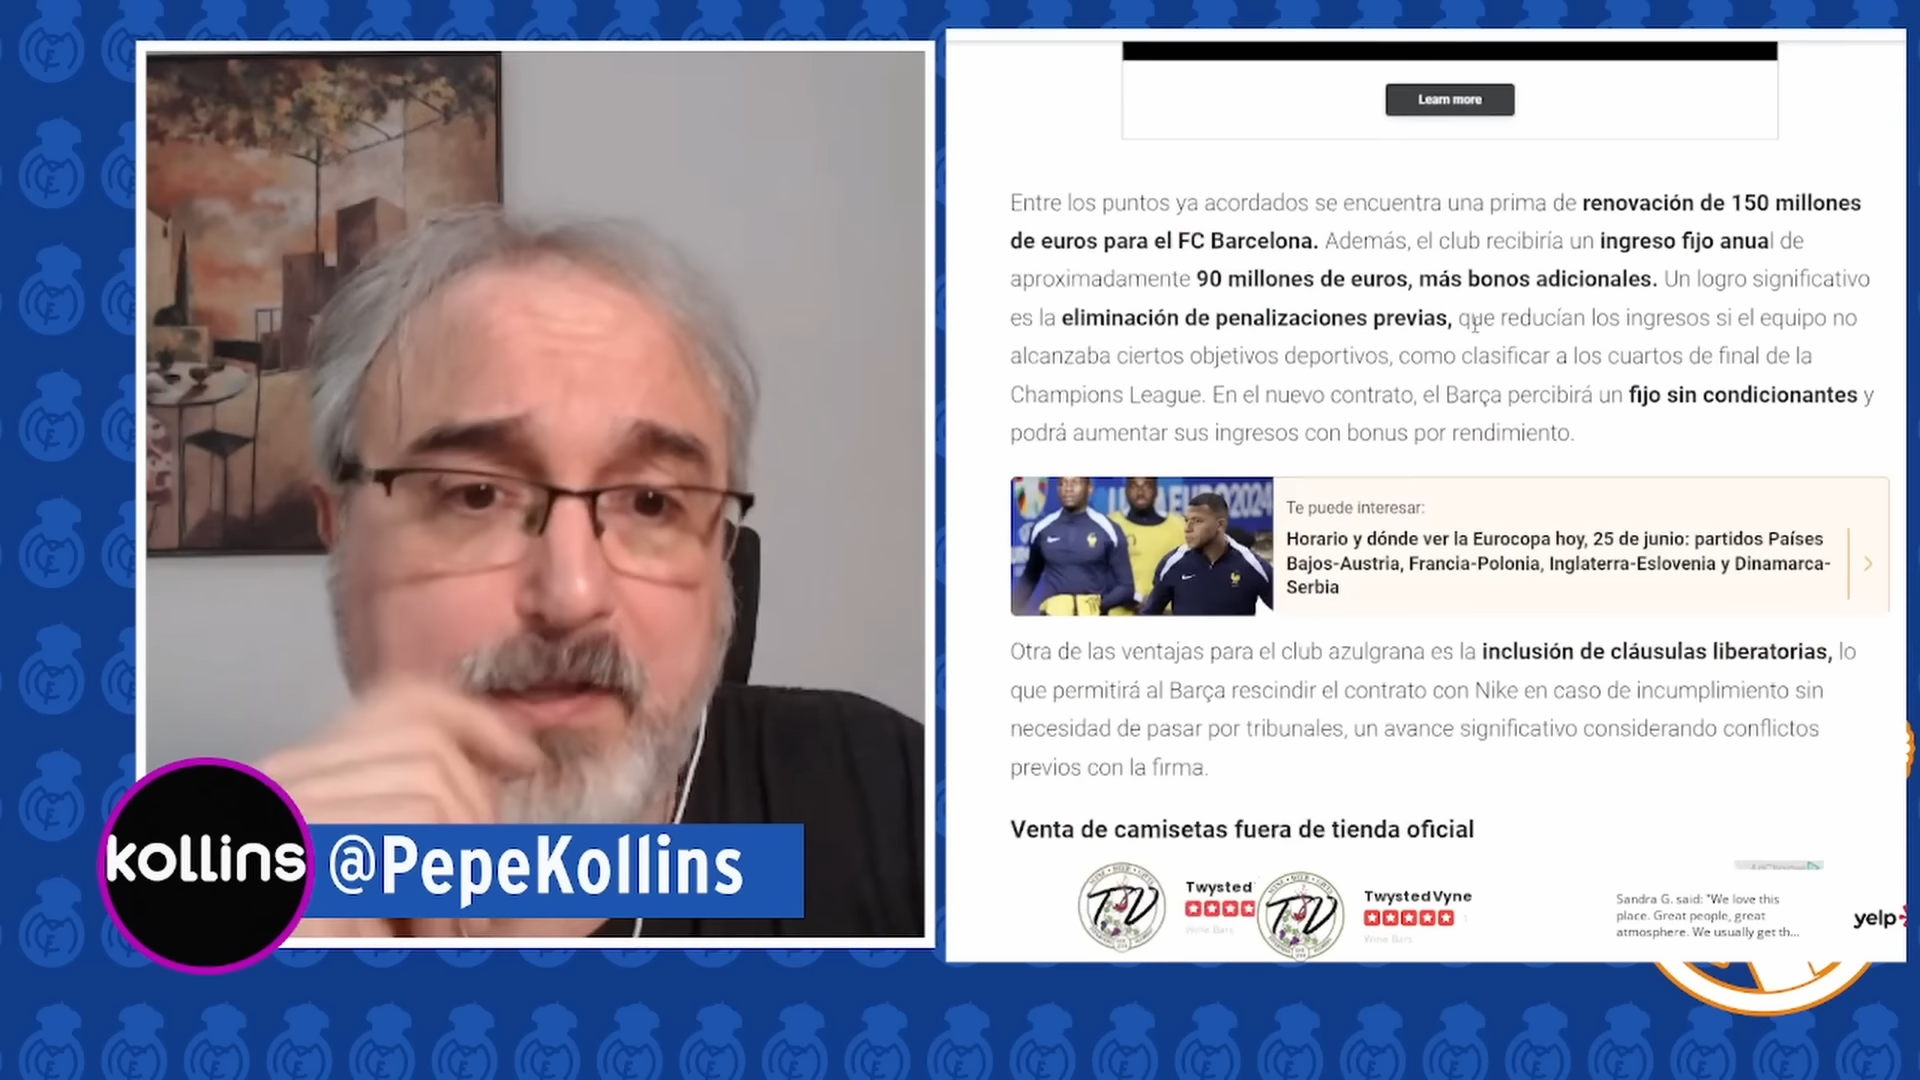 Learn more
Entre los puntos ya acordados se encuentra una prima de renovación de 150 millones
de euros para el FC Barcelona. Además, el club recibiría un ingreso fijo anual de
aproximadamente 90 millones de euros, más bonos adicionales. Un logro significativo
es la eliminación de penalizaciones previas, que reducían los ingresos si el equipo no
alcanzaba ciertos objetivos deportivos, como clasificar a los cuartos de final de la
Champions League. En el nuevo contrato, el Barça percibirá un fijo sin condicionantes y
podrá aumentar sus ingresos con bonus por rendimiento.
Te puede interesar:
Horario y dónde ver la Eurocopa hoy, 25 de junio: partidos Países
Bajos-Austria, Francia-Polonia, Inglaterra-Eslovenia y Dinamarca-
Serbia
Otra de las ventajas para el club azulgrana es la inclusión de cláusulas liberatorias, lo
que permitirá al Barça rescindir el contrato con Nike en caso de incumplimiento sin
necesidad de pasar por tribunales, un avance significativo considerando conflictos
previos con la firma.
Venta de camisetas fuera de tienda oficial
Twysted
Wine Bars
TwystedVyne
Wine Bars
Sandra G. said: "We love this
place. Great people, great
atmosphere. We usually get th...
yelp
kollins
@PepeKollins